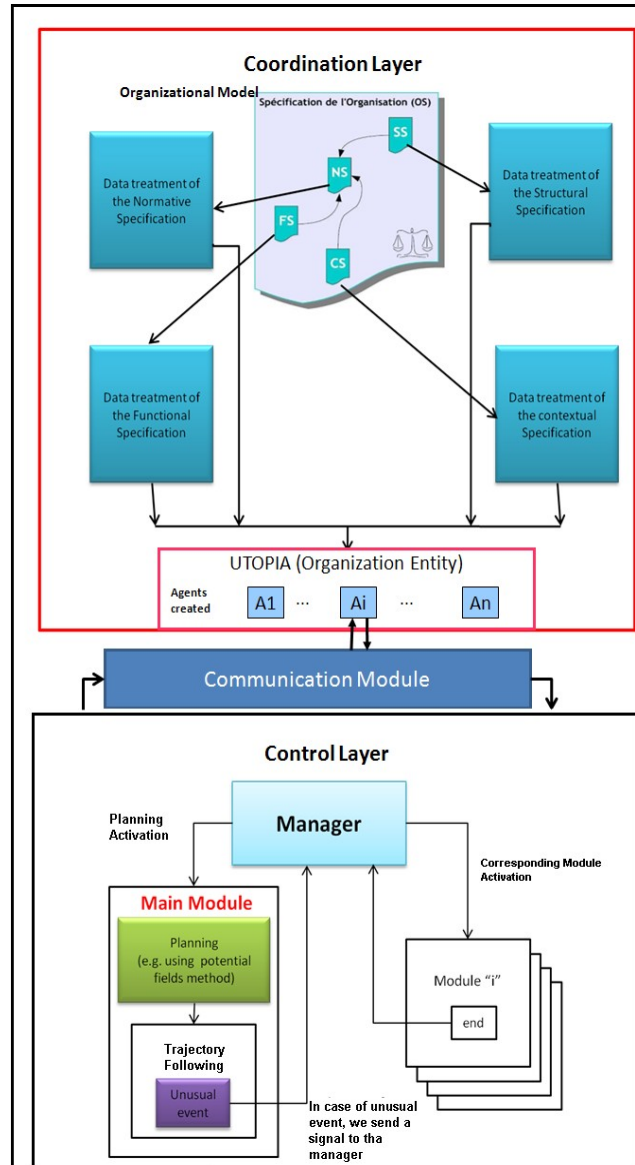 Coordination Layer
Organizational Model
Spécification de l'Organisation (OS)
SS
NS
FS
CS
Data treatment of
the Normative
Specification
Data treatment of
the Structural
Specification
Data treatment of
the Functional
Specification
Data treatment of
the contextual
Specification
UTOPIA (Organization Entity)
Agents
created
A1 ... Ai ... An
Communication Module
Control Layer
Manager
Planning
Activation
Corresponding Module
Activation
Main Module
Planning
(e.g. using potential
fields method)
Trajectory
Following
Unusual
event
Module "i"
end
In case of unusual
event, we send a
signal to tha
manager